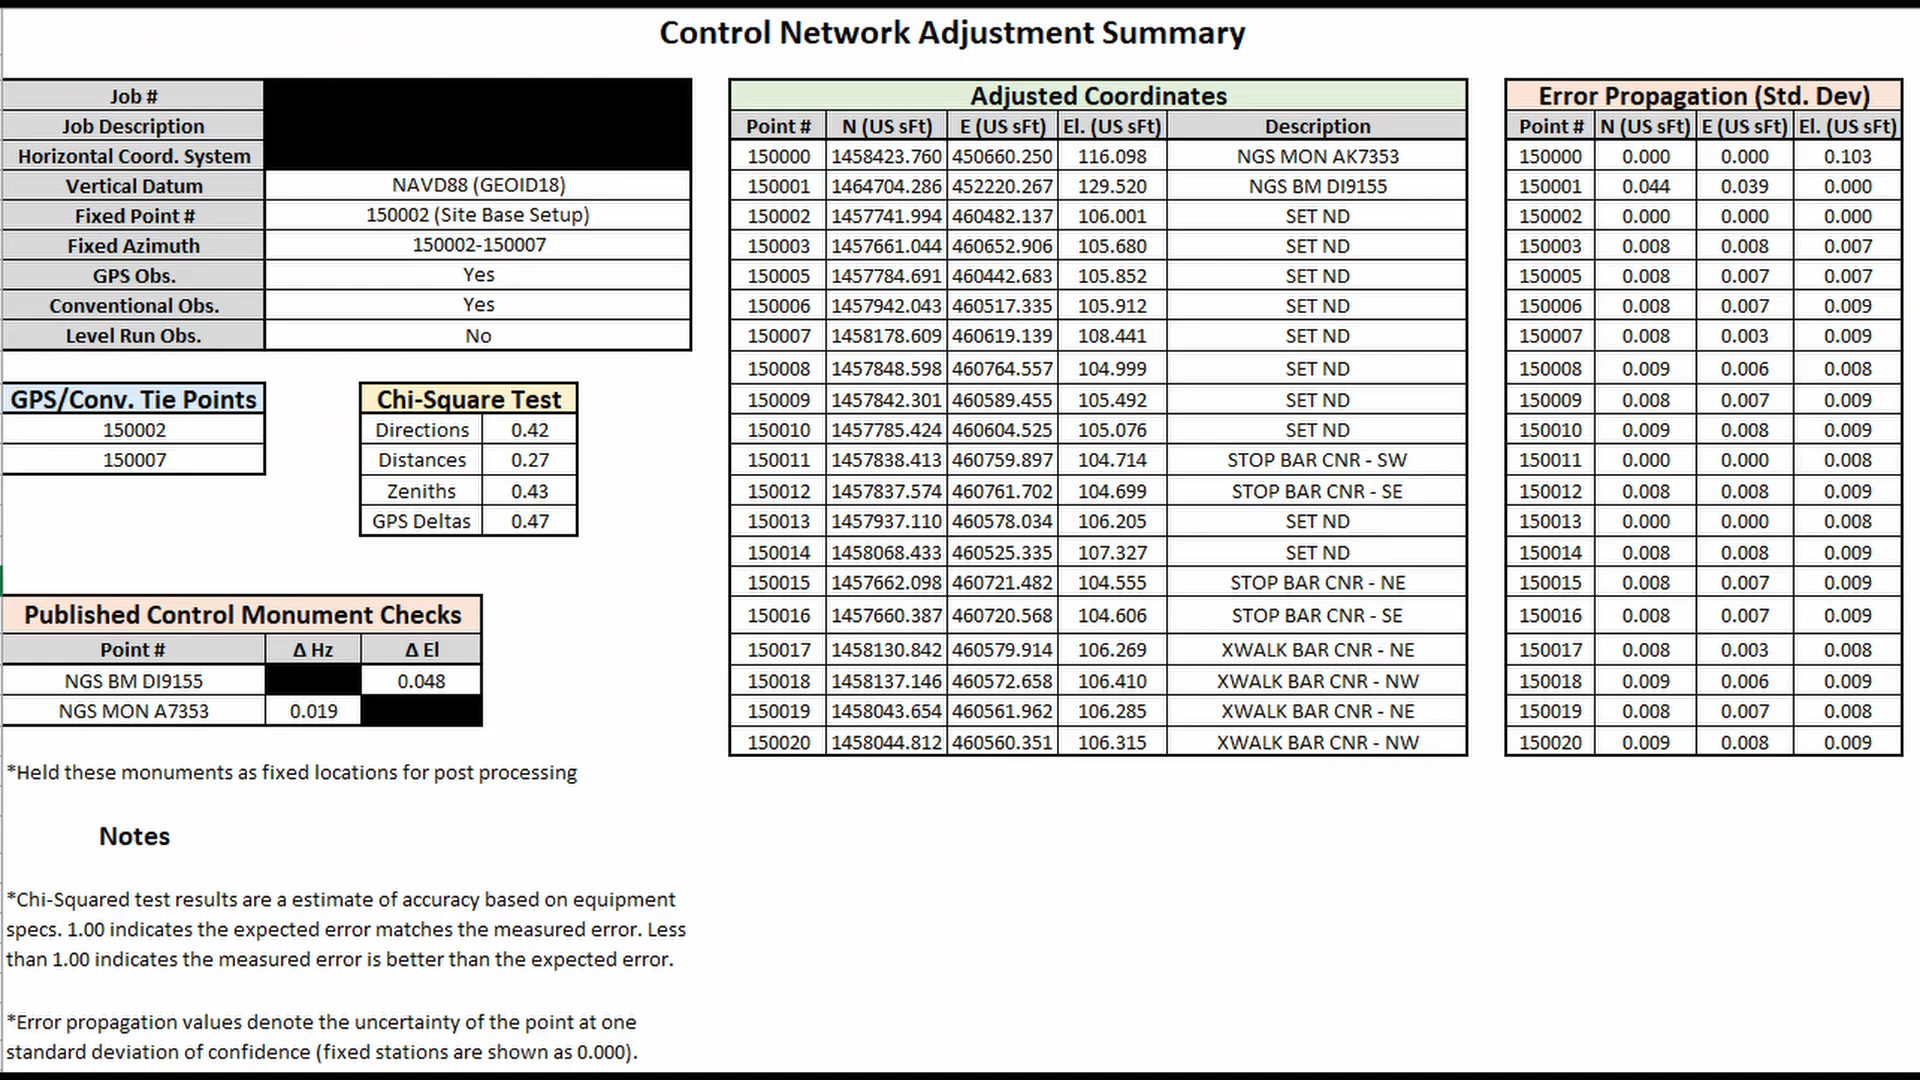 Control Network Adjustment Summary
Job #
Job Description
Horizontal Coord. System
Vertical Datum NAVD88 (GEOID18)
Fixed Point # 150002 (Site Base Setup)
Fixed Azimuth 150002-150007
GPS Obs. Yes
Conventional Obs. Yes
Level Run Obs. No
GPS/Conv. Tie Points
150002
150007
Chi-Square Test
Directions 0.42
Distances 0.27
Zeniths 0.43
GPS Deltas 0.47
Published Control Monument Checks
Point # Δ Hz Δ El
NGS BM DI9155 0.048
NGS MON A7353 0.019
*Held these monuments as fixed locations for post processing
Notes
*Chi-Squared test results are a estimate of accuracy based on equipment
specs. 1.00 indicates the expected error matches the measured error. Less
than 1.00 indicates the measured error is better than the expected error.
*Error propagation values denote the uncertainty of the point at one
standard deviation of confidence (fixed stations are shown as 0.000).
Adjusted Coordinates
Point # N (US sFt) E (US sFt) El. (US sFt) Description
150000 1458423.760 450660.250 116.098 NGS MON AK7353
150001 1464704.286 452220.267 129.520 NGS BM DI9155
150002 1457741.994 460482.137 106.001 SET ND
150003 1457661.044 460652.906 105.680 SET ND
150005 1457784.691 460442.683 105.852 SET ND
150006 1457942.043 460517.335 105.912 SET ND
150007 1458178.609 460619.139 108.441 SET ND
150008 1457848.598 460764.557 104.999 SET ND
150009 1457842.301 460589.455 105.492 SET ND
150010 1457785.424 460604.525 105.076 SET ND
150011 1457838.413 460759.897 104.714 STOP BAR CNR - SW
150012 1457837.574 460761.702 104.699 STOP BAR CNR - SE
150013 1457937.110 460578.034 106.205 SET ND
150014 1458068.433 460525.335 107.327 SET ND
150015 1457662.098 460721.482 104.555 STOP BAR CNR - NE
150016 1457660.387 460720.568 104.606 STOP BAR CNR - SE
150017 1458130.842 460579.914 106.269 XWALK BAR CNR - NE
150018 1458137.146 460572.658 106.410 XWALK BAR CNR - NW
150019 1458043.654 460561.962 106.285 XWALK BAR CNR - NE
150020 1458044.812 460560.351 106.315 XWALK BAR CNR - NW
Error Propagation (Std. Dev)
Point # N (US sFt) E (US sFt) El. (US sFt)
150000 0.000 0.000 0.103
150001 0.044 0.039 0.000
150002 0.000 0.000 0.000
150003 0.008 0.008 0.007
150005 0.008 0.007 0.007
150006 0.008 0.007 0.009
150007 0.008 0.003 0.009
150008 0.009 0.006 0.008
150009 0.008 0.007 0.009
150010 0.009 0.008 0.009
150011 0.000 0.000 0.008
150012 0.008 0.008 0.009
150013 0.000 0.000 0.008
150014 0.008 0.008 0.009
150015 0.008 0.007 0.009
150016 0.008 0.007 0.009
150017 0.008 0.003 0.008
150018 0.009 0.006 0.009
150019 0.008 0.007 0.008
150020 0.009 0.008 0.009